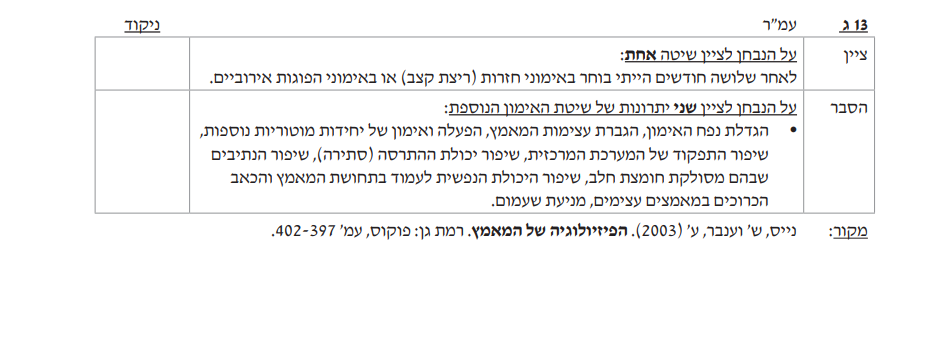 13 ג עמ"ר ניקוד
ציין על הנבחן לציין שיטה אחת:
לאחר שלושה חודשים הייתי בוחר באימוני חזרות (ריצת קצב) או באימוני הפוגות אירוביים.
הסבר על הנבחן לציין שני יתרונות של שיטת האימון הנוספת:
• הגדלת נפח האימון, הגברת עצימות המאמץ, הפעלה ואימון של יחידות מוטוריות נוספות,
שיפור התפקוד של המערכת המרכזית, שיפור יכולת ההתרסה (סתירה), שיפור הנתיבים
שבהם מסולקת חומצת חלב, שיפור היכולת הנפשית לעמוד בתחושת המאמץ והכאב
הכרוכים במאמצים עצימים, מניעת שעמום.
מקור: נייס, ש' וענבר, ע' (2003). הפיזיולוגיה של המאמץ. רמת גן: פוקוס, עמ' 402-397.